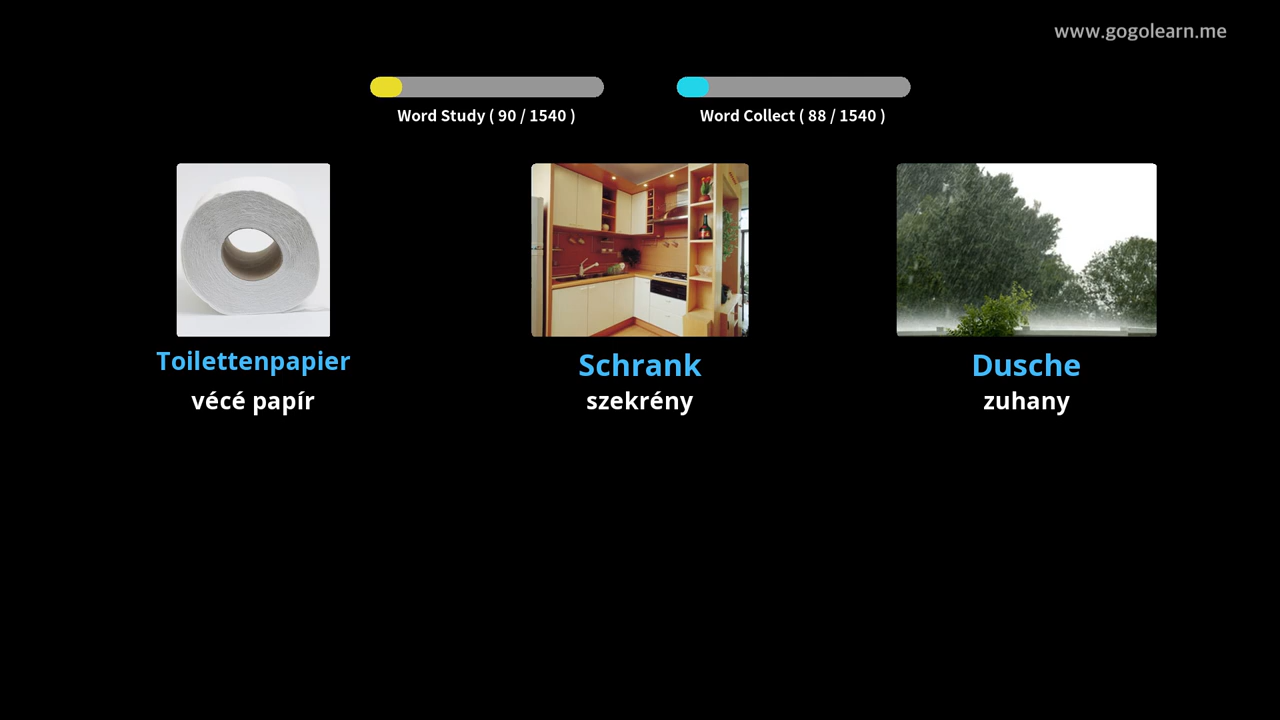 www.gogolearn.me
Word Study ( 90 / 1540 )
Word Collect ( 88 / 1540 )
Toilettenpapier
vécé papír
Schrank
szekrény
Dusche
zuhany